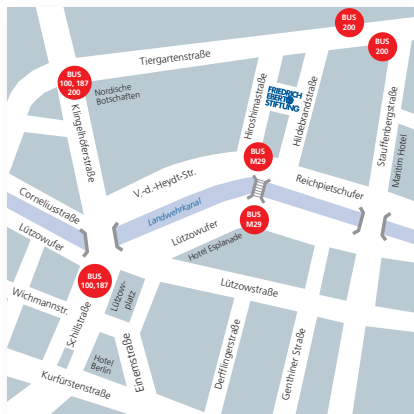 BUS
200
BUS
200
Tiergartenstraße
BUS
100, 187
200
Nordische
Botschaften
FRIEDRICH
EBERT
STIFTUNG
Hiroshimastraße
Hildebrandstraße
Stauffenbergstraße
Maritim Hotel
Klingelhöferstraße
BUS
M29
V.-d.-Heydt-Str.
Reichpietschufer
Corneliusstraße
Landwehrkanal
BUS
M29
Lützowufer
Lützowufer
Hotel Esplanade
BUS
100,187
Lützowstraße
Lützow-
platz
Wichmannstr.
Schillstraße
Einemstraße
Derfflingerstraße
Genthiner Straße
Hotel
Berlin
Kurfürstenstraße